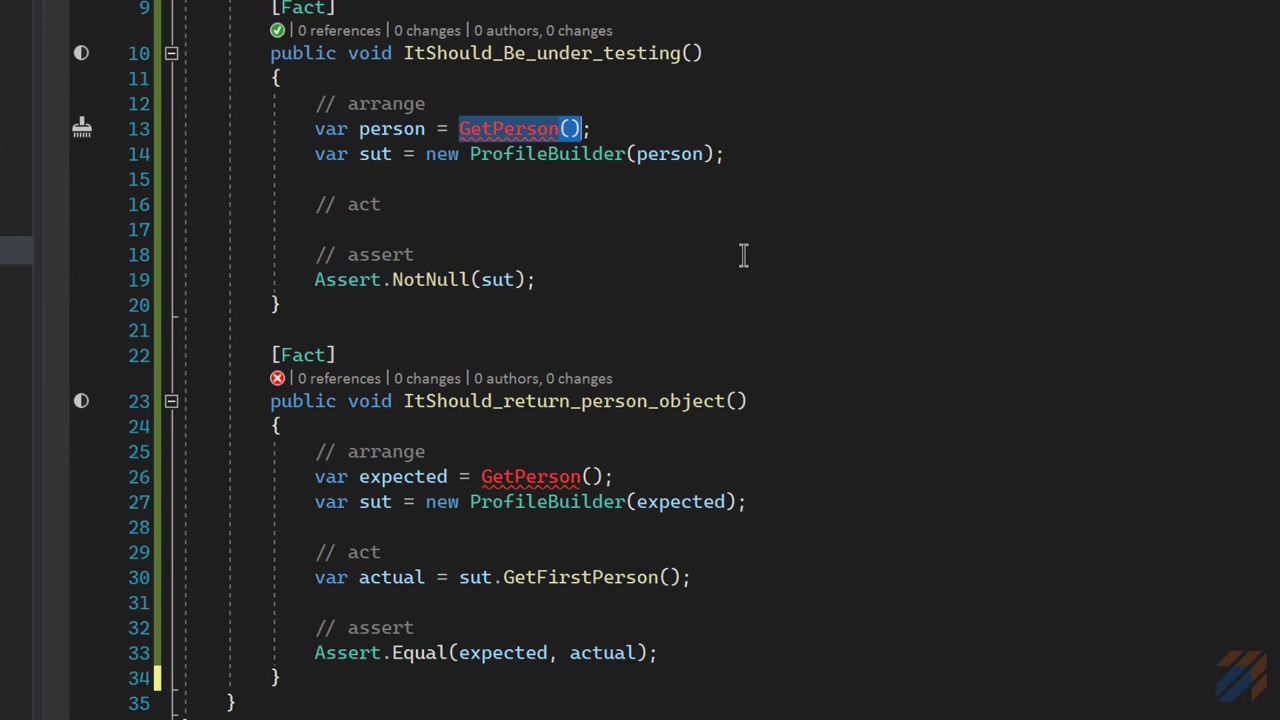 9 [Fact]
0 references | 0 changes | 0 authors, 0 changes
10 public void ItShould_Be_under_testing()
11 {
12 // arrange
13 var person = GetPerson();
14 var sut = new ProfileBuilder(person);
15
16 // act
17
18 // assert
19 Assert.NotNull(sut);
20 }
21
22 [Fact]
0 references | 0 changes | 0 authors, 0 changes
23 public void ItShould_return_person_object()
24 {
25 // arrange
26 var expected = GetPerson();
27 var sut = new ProfileBuilder(expected);
28
29 // act
30 var actual = sut.GetFirstPerson();
31
32 // assert
33 Assert.Equal(expected, actual);
34 }
35 }